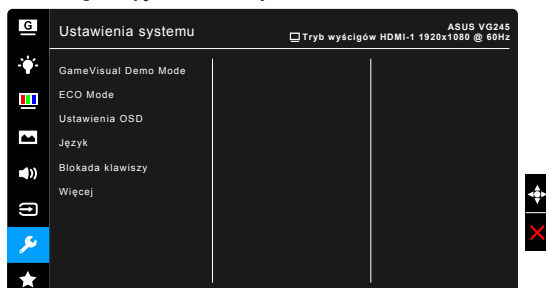 G
Ustawienia systemu
ASUS VG245
Tryb wyścigów HDMI-1 1920x1080 @ 60Hz
GameVisual Demo Mode
ECO Mode
Ustawienia OSD
Język
Blokada klawiszy
Więcej